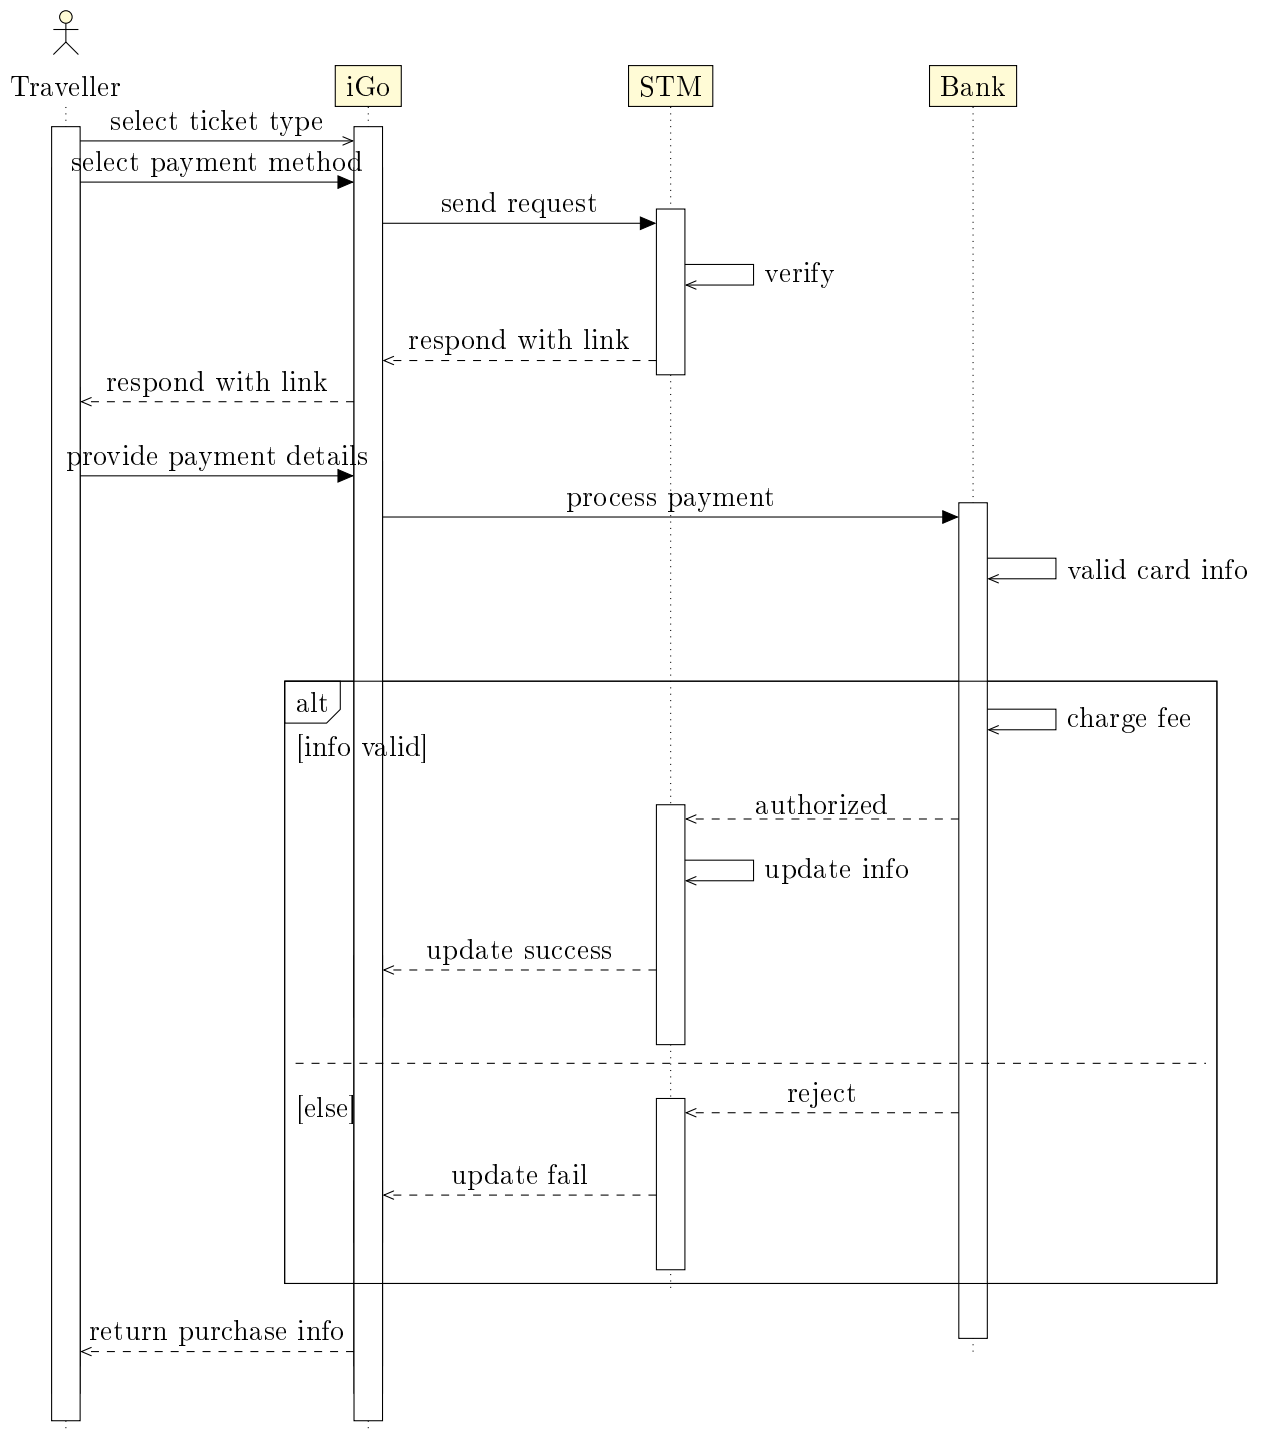 Traveller
iGo
STM
Bank
select ticket type
select payment method
send request
verify
respond with link
respond with link
provide payment details
process payment
valid card info
alt
charge fee
[info valid]
authorized
update info
update success
reject
[else]
update fail
return purchase info